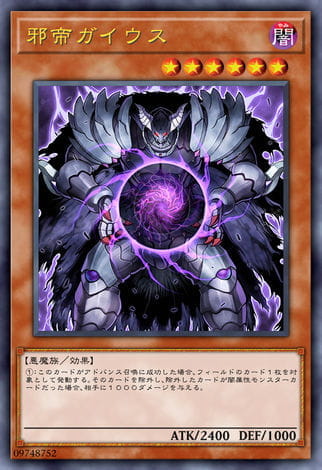 邪帝ガイウス
やみ
闇
【悪魔族／効果】
①：このカードがアドバンス召喚に成功した場合、フィールドのカード１枚を対
象として発動する。そのカードを除外し、除外したカードが闇属性モンスターカ
ードだった場合、相手に１０００ダメージを与える。
ATK/2400 DEF/1000
09748752